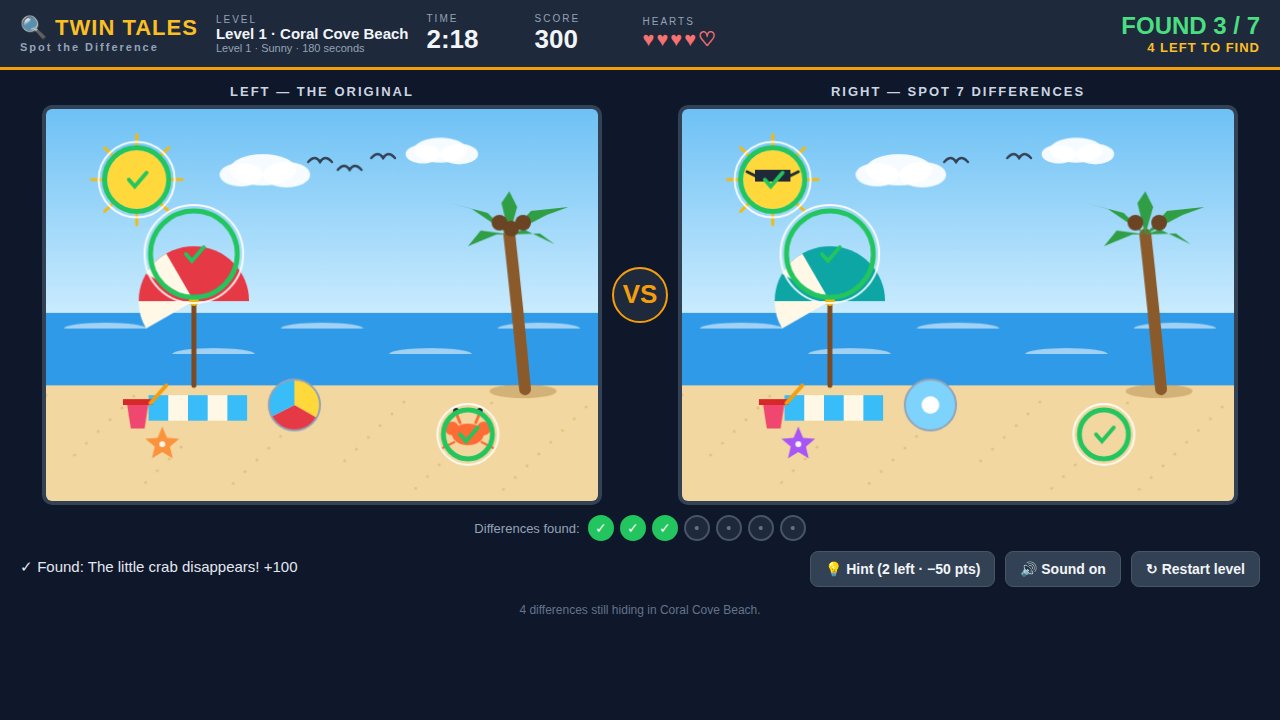 🔍 TWIN TALES
Spot the Difference
LEVEL
Level 1 · Coral Cove Beach
Level 1 · Sunny · 180 seconds
TIME
2:18
SCORE
300
HEARTS
♥♥♥♥♡
FOUND 3 / 7
4 LEFT TO FIND
LEFT — THE ORIGINAL
RIGHT — SPOT 7 DIFFERENCES
VS
Differences found: ✓ ✓ ✓ • • • •
✓ Found: The little crab disappears! +100
💡 Hint (2 left · −50 pts)
🔊 Sound on
↻ Restart level
4 differences still hiding in Coral Cove Beach.